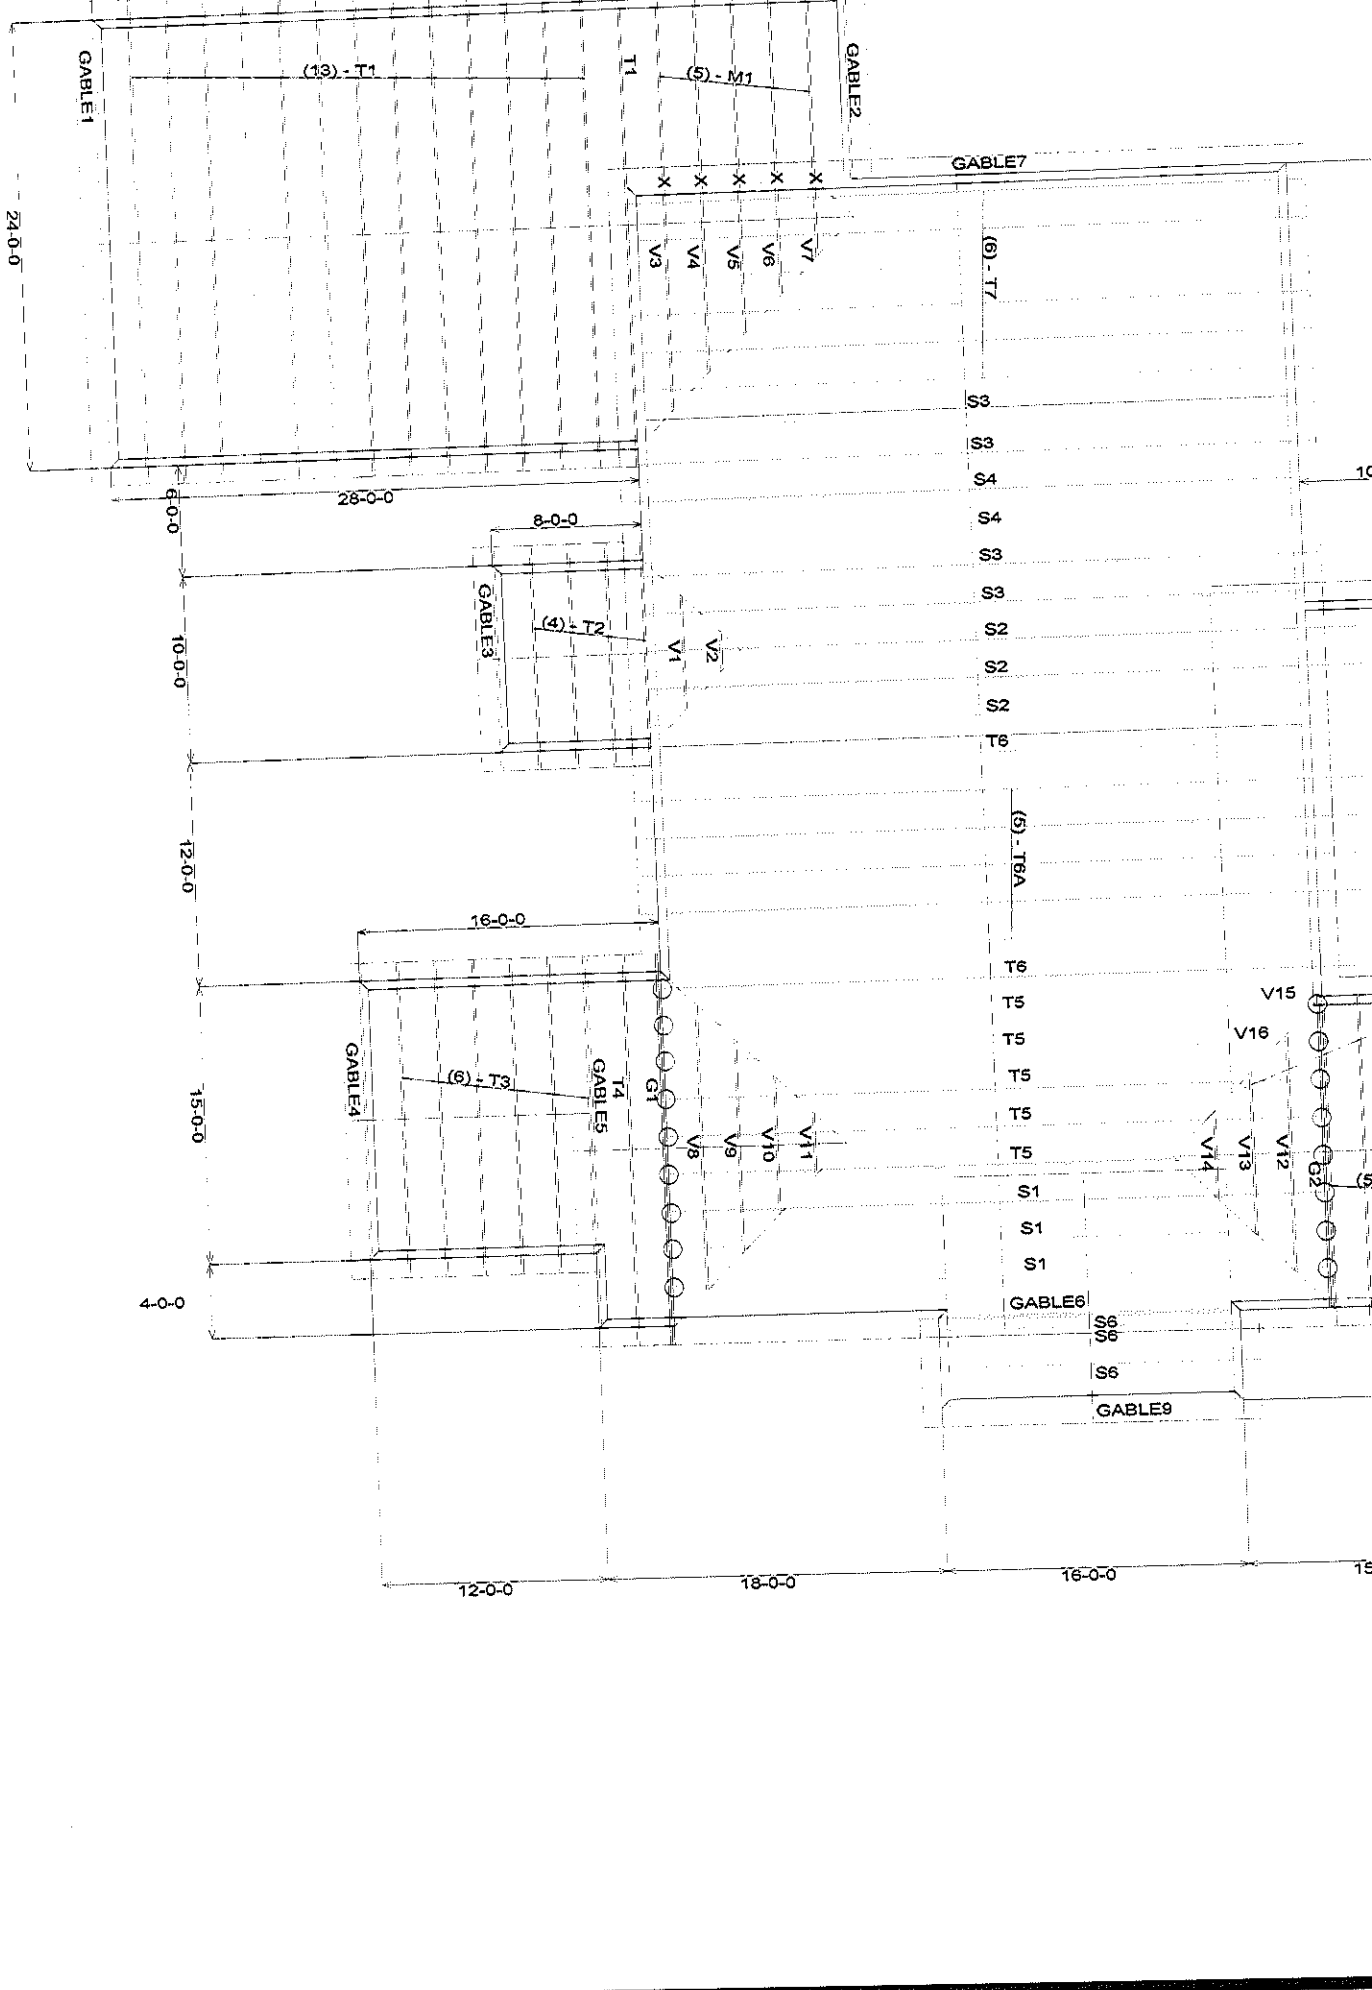 GABLE1
(13) - T1
T1
(5) - M1
GABLE2
GABLE7
24-0-0
V3
V4
V5
V6
V7
(6) - T7
S3
S3
S4
S4
S3
S3
S2
S2
S2
T6
28-0-0
6-0-0
8-0-0
10
GABLE3
(4) - T2
V1
V2
10-0-0
12-0-0
(5) - T6A
16-0-0
T6
T5
T5
T5
T5
T5
S1
S1
S1
V15
V16
GABLE4
(6) - T3
GABLE5
T4
G1
V8
V9
V10
V11
V14
V13
V12
G2
(5
15-0-0
4-0-0
GABLE6
S6
S6
S6
GABLE9
12-0-0
18-0-0
16-0-0
15